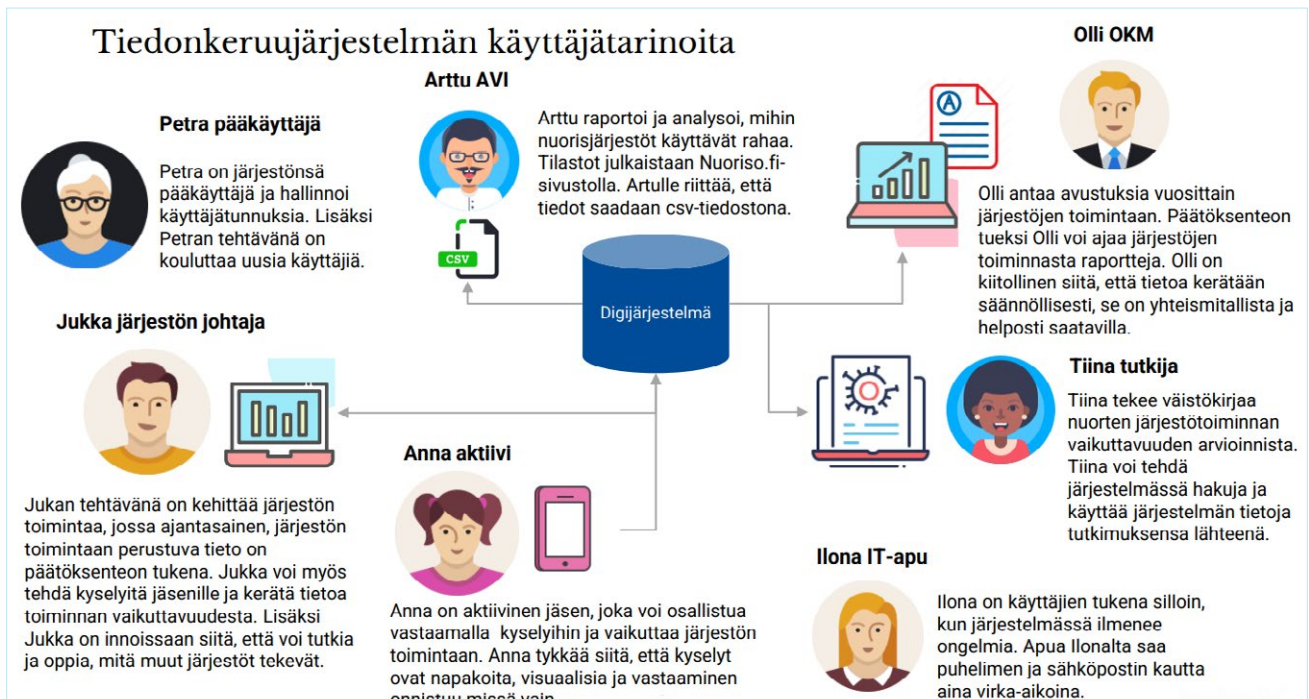 Tiedonkeruujärjestelmän käyttäjätarinoita
Petra pääkäyttäjä
Petra on järjestönsä
pääkäyttäjä ja hallinnoi
käyttäjätunnuksia. Lisäksi
Petran tehtävänä on
kouluttaa uusia käyttäjiä.
Arttu AVI
Arttu raportoi ja analysoi, mihin
nuorisjärjestöt käyttävät rahaa.
Tilastot julkaistaan Nuoriso.fi-
sivustolla. Artulle riittää, että
tiedot saadaan csv-tiedostona.
CSV
Olli OKM
A
Olli antaa avustuksia vuosittain
järjestöjen toimintaan. Päätöksenteon
tueksi Olli voi ajaa järjestöjen
toiminnasta raportteja. Olli on
kiitollinen siitä, että tietoa kerätään
säännöllisesti, se on yhteismitallista ja
helposti saatavilla.
Digijärjestelmä
Jukka järjestön johtaja
Jukan tehtävänä on kehittää järjestön
toimintaa, jossa ajantasainen, järjestön
toimintaan perustuva tieto on
päätöksenteon tukena. Jukka voi myös
tehdä kyselyitä jäsenille ja kerätä tietoa
toiminnan vaikuttavuudesta. Lisäksi
Jukka on innoissaan siitä, että voi tutkia
ja oppia, mitä muut järjestöt tekevät.
Anna aktiivi
Anna on aktiivinen jäsen, joka voi osallistua
vastaamalla kyselyihin ja vaikuttaa järjestön
toimintaan. Anna tykkää siitä, että kyselyt
ovat napakoita, visuaalisia ja vastaaminen
onnistuu missä vain.
Tiina tutkija
Tiina tekee väistökirjaa
nuorten järjestötoiminnan
vaikuttavuuden arvioinnista.
Tiina voi tehdä
järjestelmässä hakuja ja
käyttää järjestelmän tietoja
tutkimuksensa lähteenä.
Ilona IT-apu
Ilona on käyttäjien tukena silloin,
kun järjestelmässä ilmenee
ongelmia. Apua Ilonalta saa
puhelimen ja sähköpostin kautta
aina virka-aikoina.